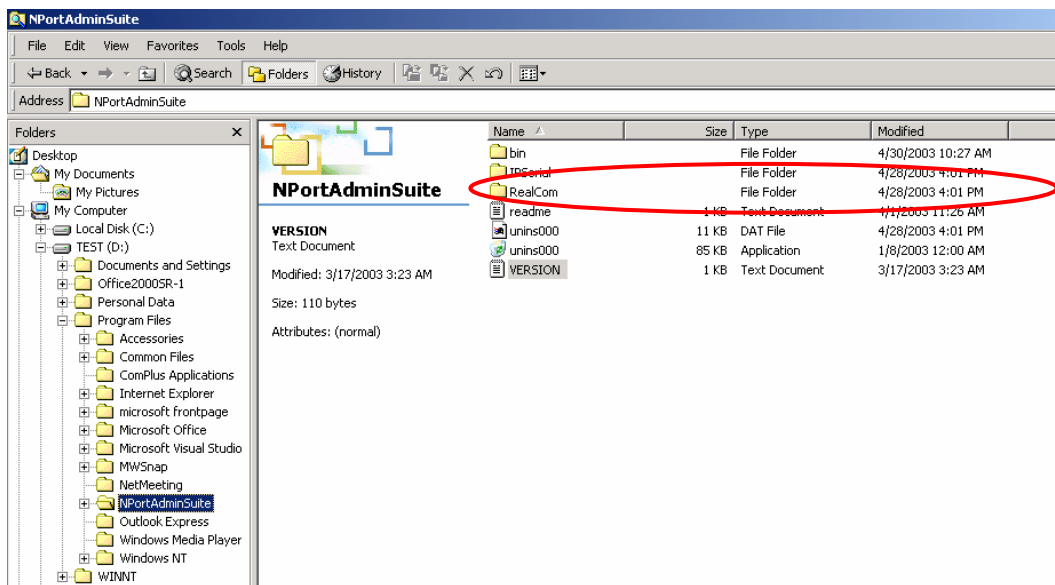 NPortAdminSuite
File Edit View Favorites Tools Help
Back Search Folders History
Address NPortAdminSuite
Folders x
Desktop
My Documents
My Pictures
My Computer
Local Disk (C:)
TEST (D:)
Documents and Settings
Office2000SR-1
Personal Data
Program Files
Accessories
Common Files
ComPlus Applications
Internet Explorer
microsoft frontpage
Microsoft Office
Microsoft Visual Studio
MWSnap
NetMeeting
NPortAdminSuite
Outlook Express
Windows Media Player
Windows NT
WINNT
NPortAdminSuite
VERSION
Text Document
Modified: 3/17/2003 3:23 AM
Size: 110 bytes
Attributes: (normal)
Name Size Type Modified
bin File Folder 4/30/2003 10:27 AM
IPSerial File Folder 4/28/2003 4:01 PM
RealCom File Folder 4/28/2003 4:01 PM
readme 1 KB Text Document 4/1/2003 11:26 AM
unins000 11 KB DAT File 4/28/2003 4:01 PM
unins000 85 KB Application 1/8/2003 12:00 AM
VERSION 1 KB Text Document 3/17/2003 3:23 AM